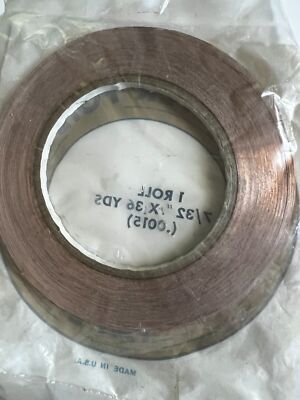 1 ROLL
7/32" X 36 YDS
(.0015)
MADE IN U.S.A.